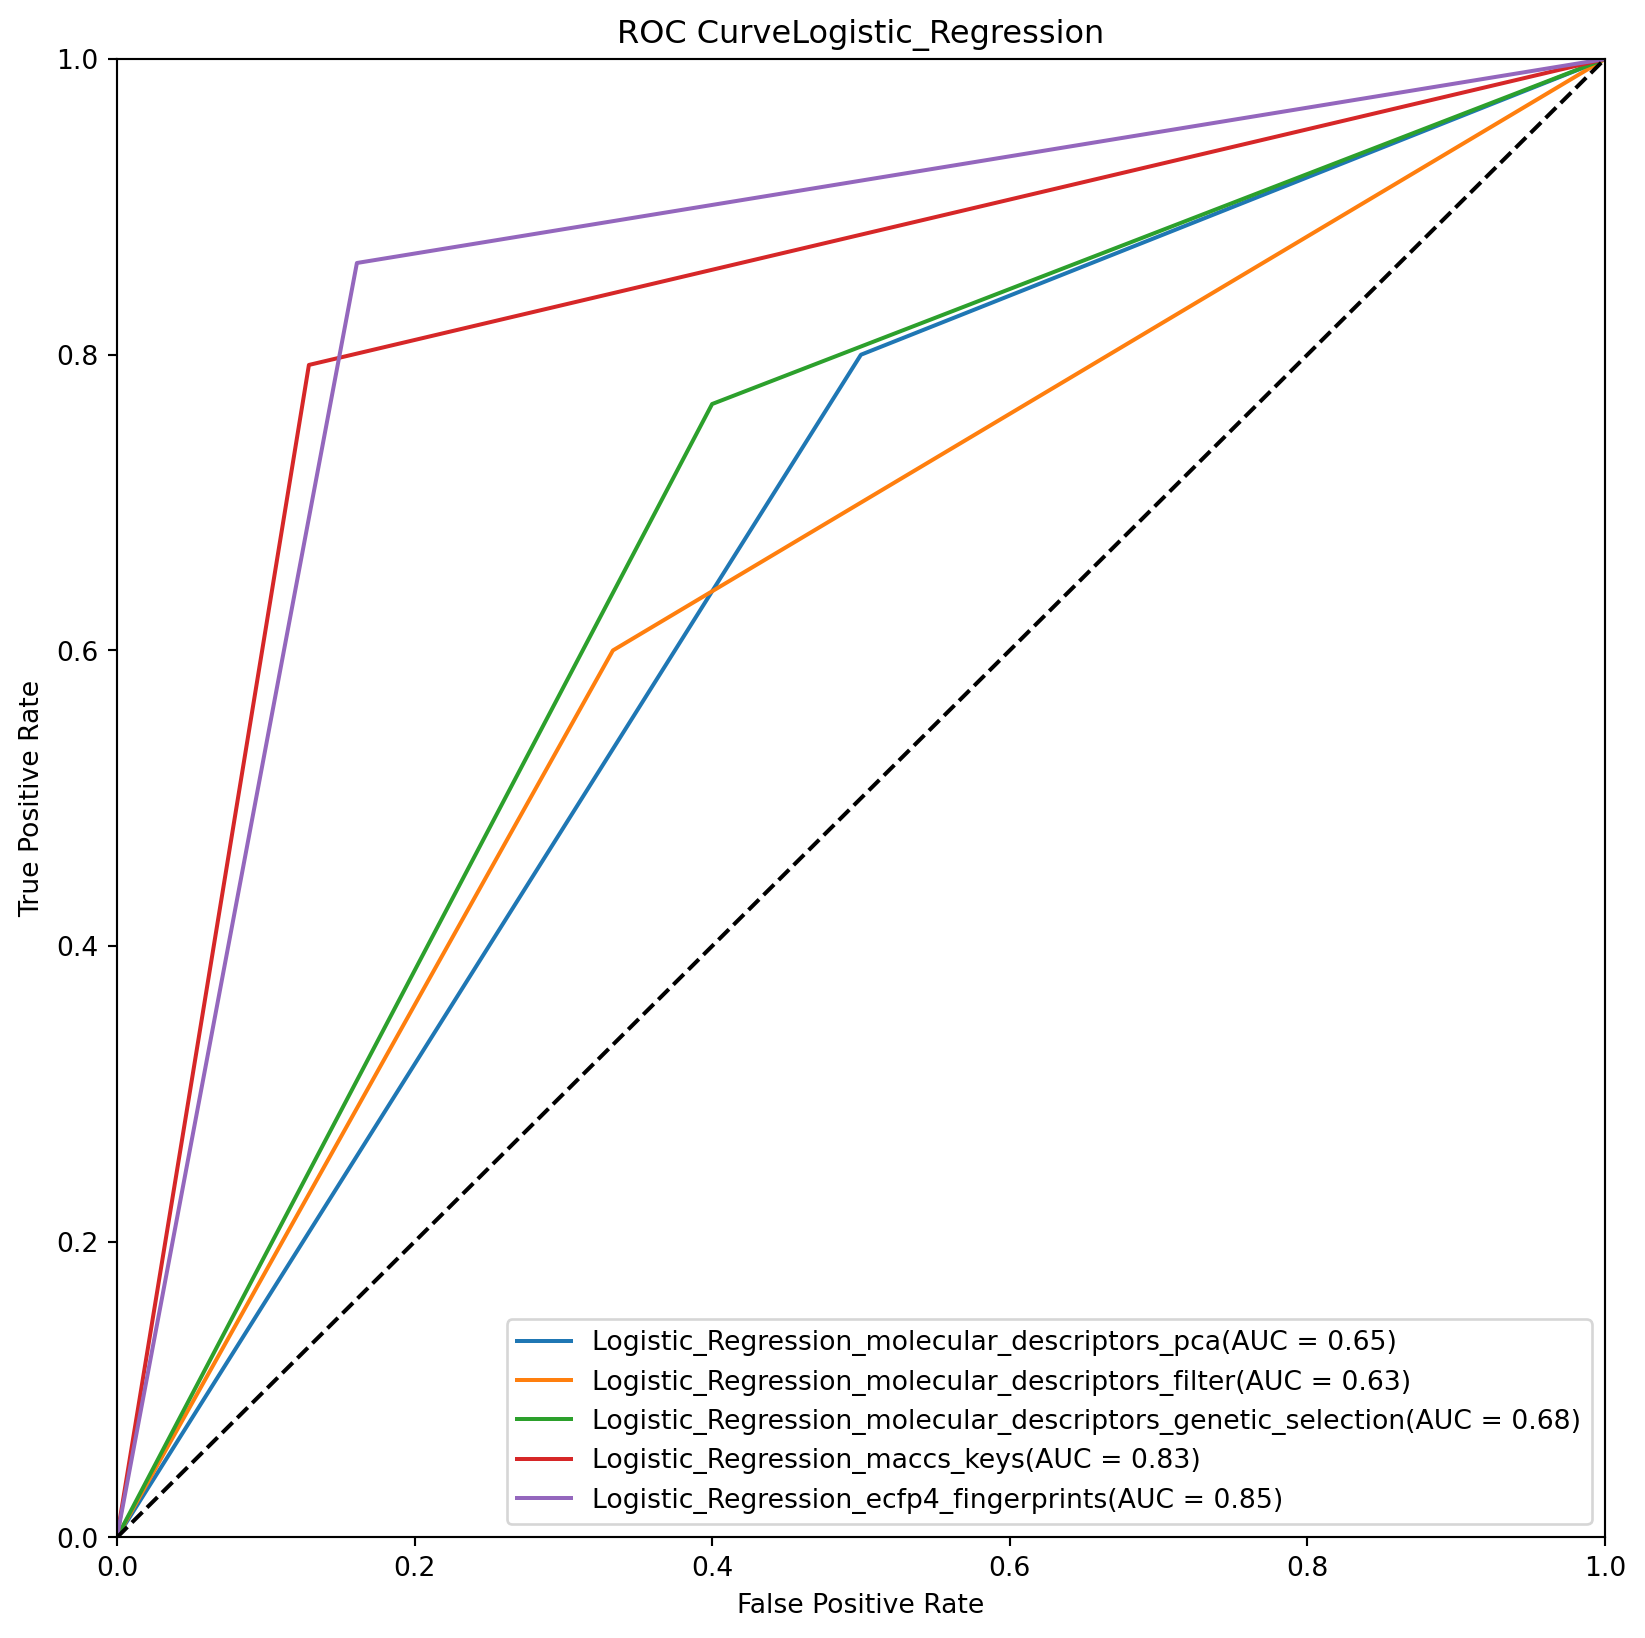 ROC CurveLogistic_Regression
1.0
0.8
0.6
0.4
0.2
0.0
True Positive Rate
Logistic_Regression_molecular_descriptors_pca(AUC = 0.65)
Logistic_Regression_molecular_descriptors_filter(AUC = 0.63)
Logistic_Regression_molecular_descriptors_genetic_selection(AUC = 0.68)
Logistic_Regression_maccs_keys(AUC = 0.83)
Logistic_Regression_ecfp4_fingerprints(AUC = 0.85)
0.0 0.2 0.4 0.6 0.8 1.0
False Positive Rate